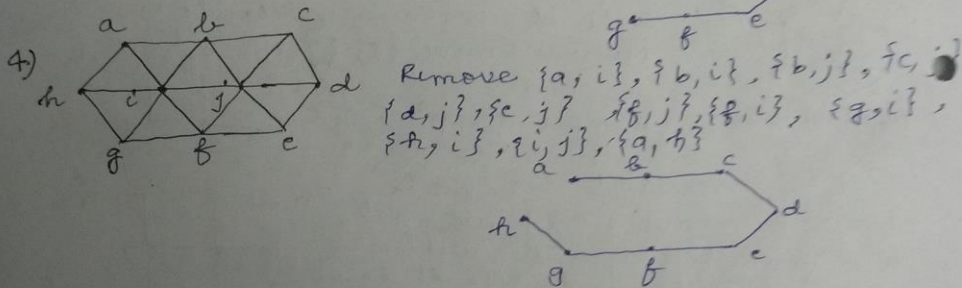 g f e
4.)
a b c
h i j d
g f e
Remove {a, i}, {b, i}, {b, j}, {c, j}
{d, j}, {e, j} , {f, j}, {f, i}, {g, i},
{h, i}, {i, j}, {a, h}
a b c
h d
g f e